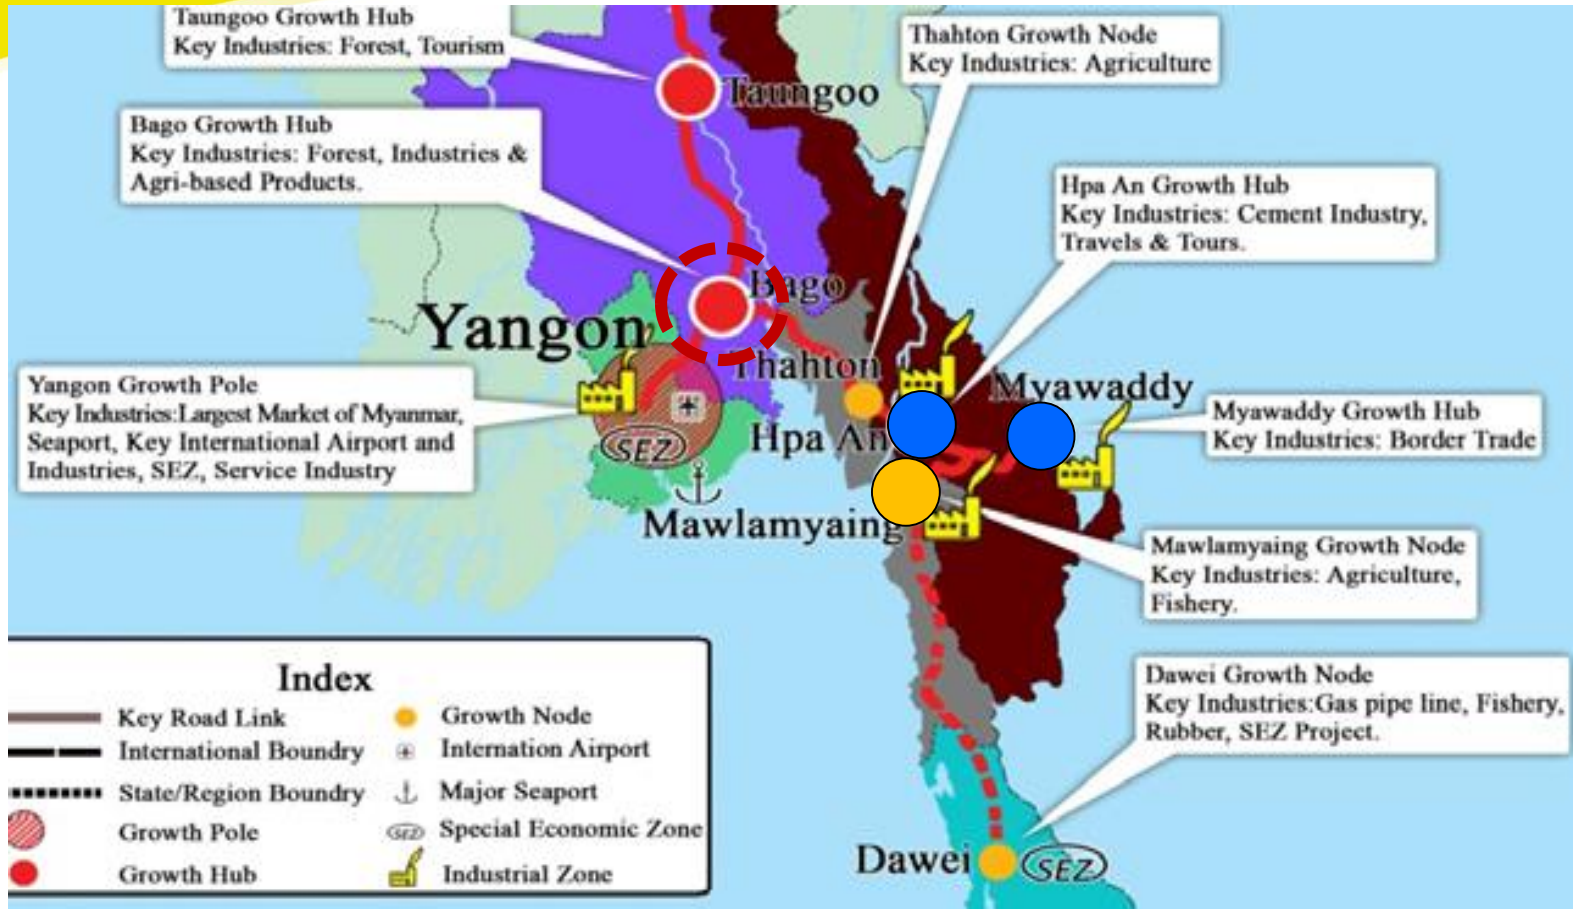 Taungoo Growth Hub
Key Industries: Forest, Tourism
Thahton Growth Node
Key Industries: Agriculture
Taungoo
Bago Growth Hub
Key Industries: Forest, Industries &
Agri-based Products.
Hpa An Growth Hub
Key Industries: Cement Industry,
Travels & Tours.
Bago
Yangon
Thahton
Myawaddy
Yangon Growth Pole
Key Industries:Largest Market of Myanmar,
Seaport, Key International Airport and
Industries, SEZ, Service Industry
SEZ
Hpa An
Myawaddy Growth Hub
Key Industries: Border Trade
Mawlamyaing
Mawlamyaing Growth Node
Key Industries: Agriculture,
Fishery.
Dawei Growth Node
Key Industries:Gas pipe line, Fishery,
Rubber, SEZ Project.
Dawei
SEZ
Index
Key Road Link
International Boundry
State/Region Boundry
Growth Pole
Growth Hub
Growth Node
Internation Airport
Major Seaport
SEZ Special Economic Zone
Industrial Zone